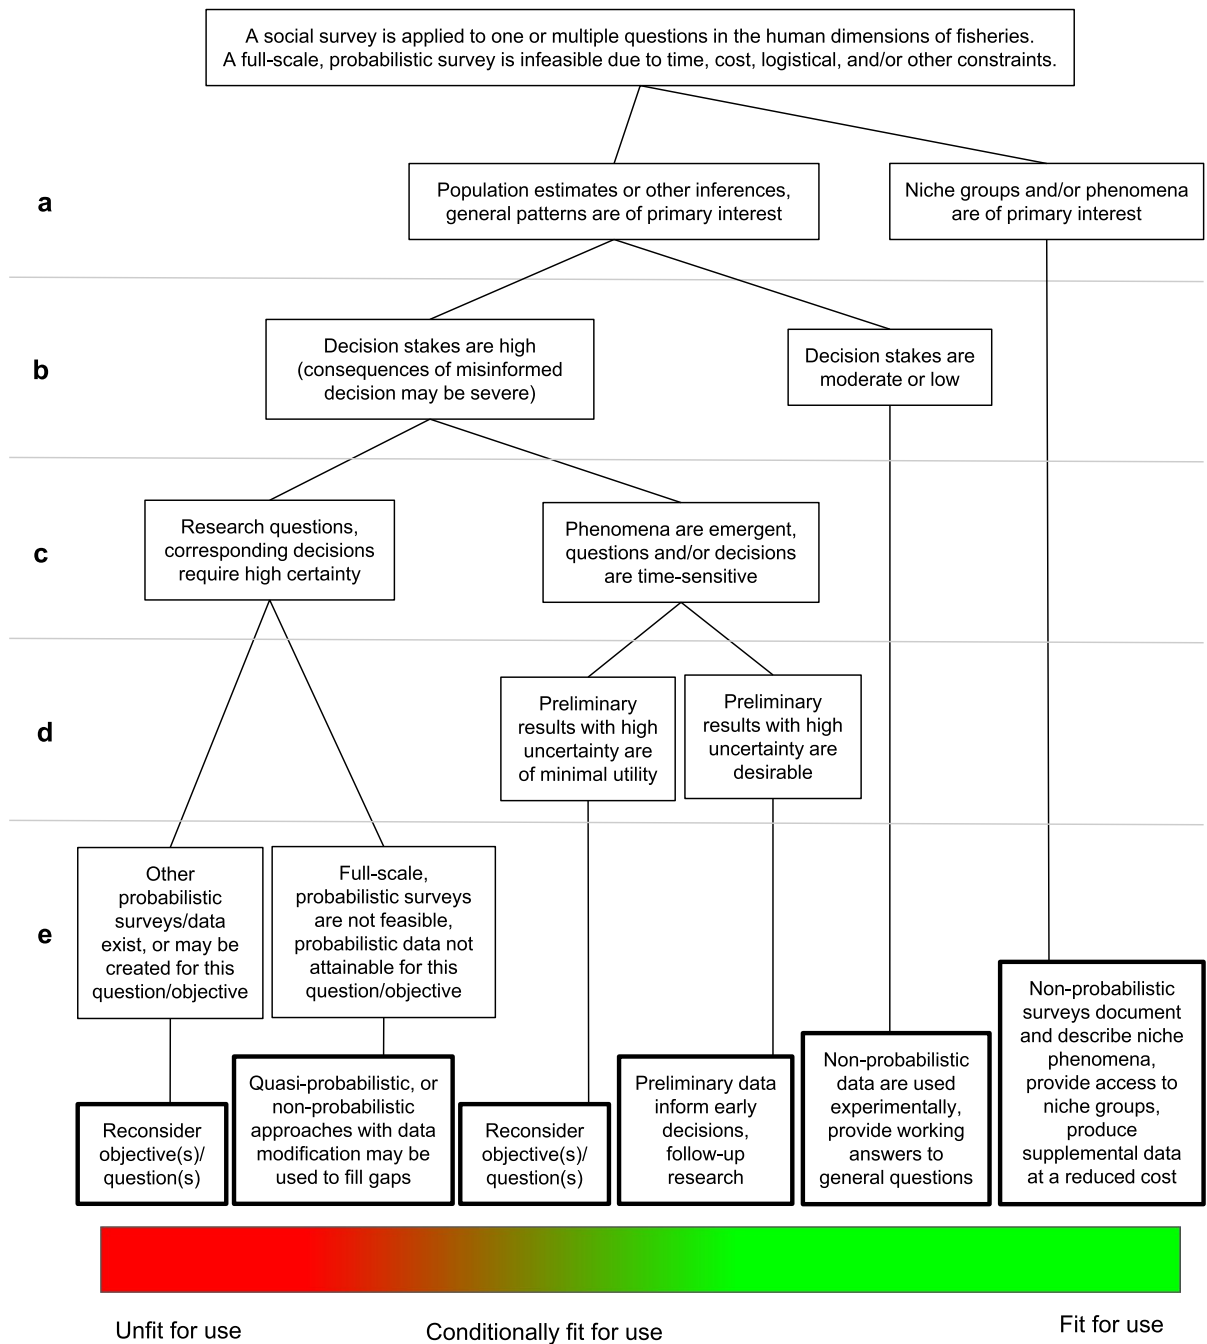 A social survey is applied to one or multiple questions in the human dimensions of fisheries.
A full-scale, probabilistic survey is infeasible due to time, cost, logistical, and/or other constraints.
a
Population estimates or other inferences,
general patterns are of primary interest
Niche groups and/or phenomena
are of primary interest
b
Decision stakes are high
(consequences of misinformed
decision may be severe)
Decision stakes are
moderate or low
c
Research questions,
corresponding decisions
require high certainty
Phenomena are emergent,
questions and/or decisions
are time-sensitive
d
Preliminary
results with high
uncertainty are
of minimal utility
Preliminary
results with high
uncertainty are
desirable
e
Other
probabilistic
surveys/data
exist, or may be
created for this
question/objective
Full-scale,
probabilistic surveys
are not feasible,
probabilistic data not
attainable for this
question/objective
Reconsider
objective(s)/
question(s)
Quasi-probabilistic, or
non-probabilistic
approaches with data
modification may be
used to fill gaps
Reconsider
objective(s)/
question(s)
Preliminary data
inform early
decisions,
follow-up
research
Non-probabilistic
data are used
experimentally,
provide working
answers to
general questions
Non-probabilistic
surveys document
and describe niche
phenomena,
provide access to
niche groups,
produce
supplemental data
at a reduced cost
Unfit for use
Conditionally fit for use
Fit for use